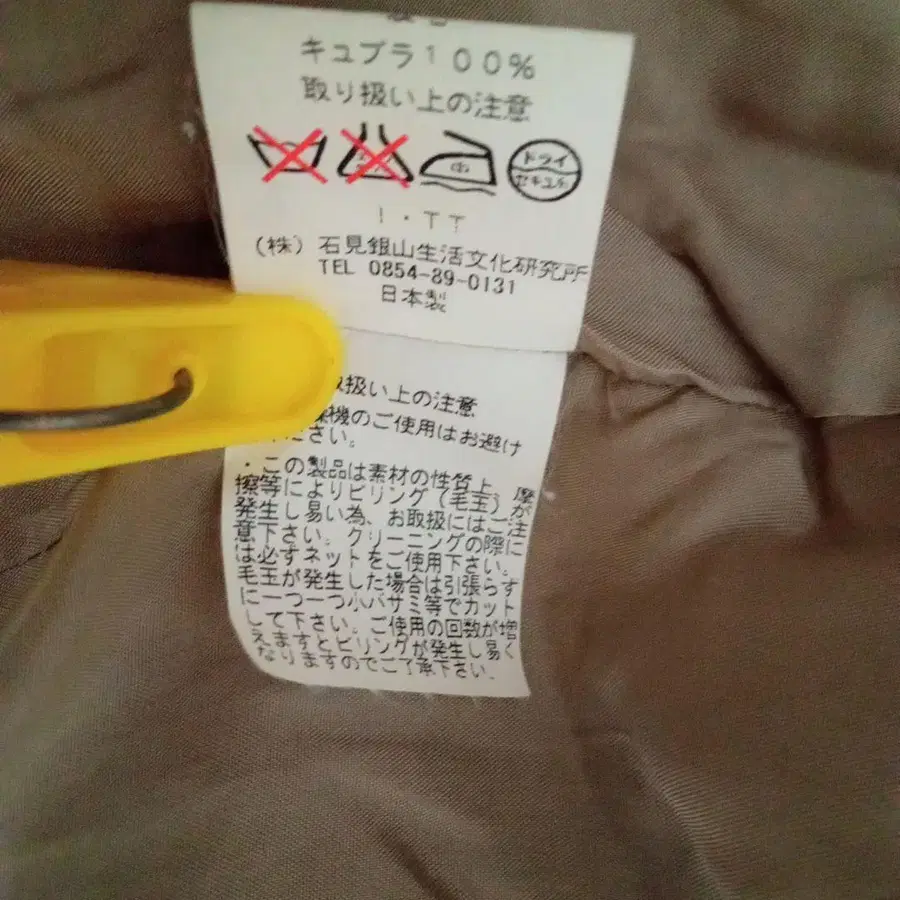 キュプラ100%
取り扱い上の注意
中
ドライ
セキユ系
I・TT
(株)石見銀山生活文化研究所
TEL 0854-89-0131
日本製
取扱い上の注意
燥機のご使用はお避け
ださい。
・この製品は素材の性質上、摩
擦等によりピリング(毛玉)が
発生し易い為、お取扱にはご注
意下さい。クリーニングの際に
は必ずネットをご使用下さい。
毛玉が発生した場合は引張らず
に一つ一つ小バサミ等でカット
して下さい。ご使用の回数が増
えますとピリングが発生し易く
なりますのでご了承下さい。